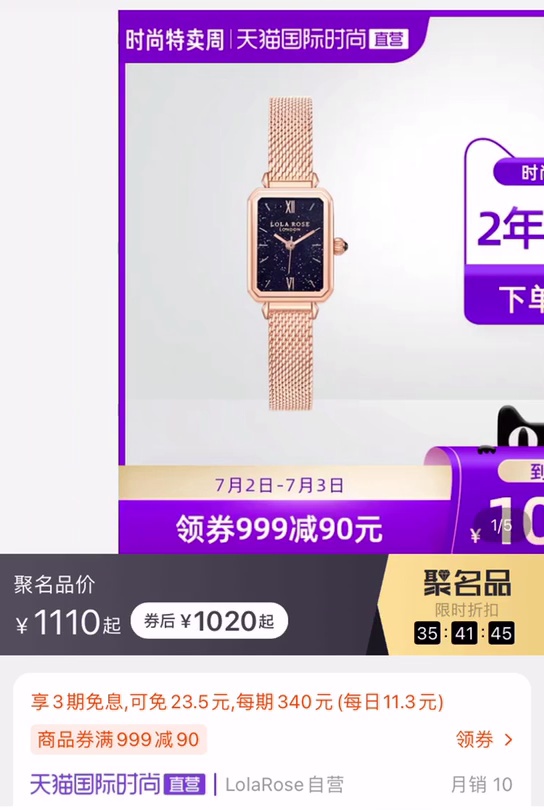 时尚特卖周|天猫国际时尚 直营
时尚
2年
下单
XII
LOLA ROSE
LONDON
VI
7月2日-7月3日
领券999减90元
到
¥10
1/5
聚名品价
¥1110起 券后 ¥1020起
聚名品
限时折扣
35:41:45
享3期免息,可免23.5元,每期340元(每日11.3元)
商品券满999减90
领券 >
天猫国际时尚 直营 | LolaRose自营
月销 10